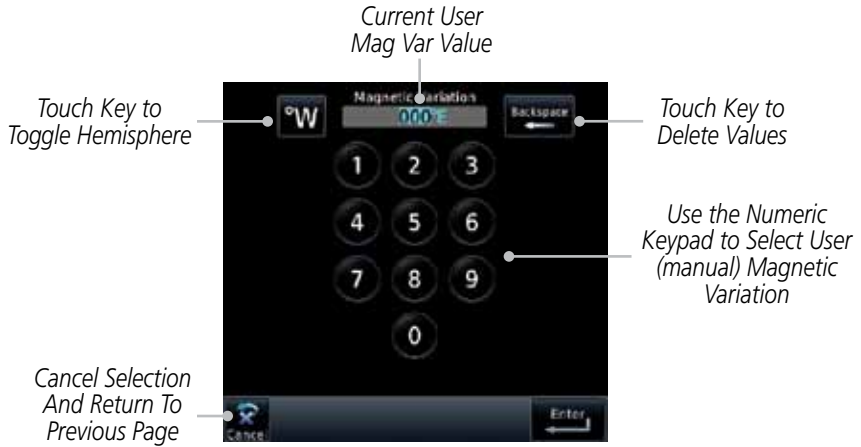 Current User
Mag Var Value
Touch Key to
Toggle Hemisphere
°W
Magnetic Variation
000°E
Backspace
Touch Key to
Delete Values
1 2 3
4 5 6
7 8 9
0
Use the Numeric
Keypad to Select User
(manual) Magnetic
Variation
Cancel Selection
And Return To
Previous Page
Cancel
Enter